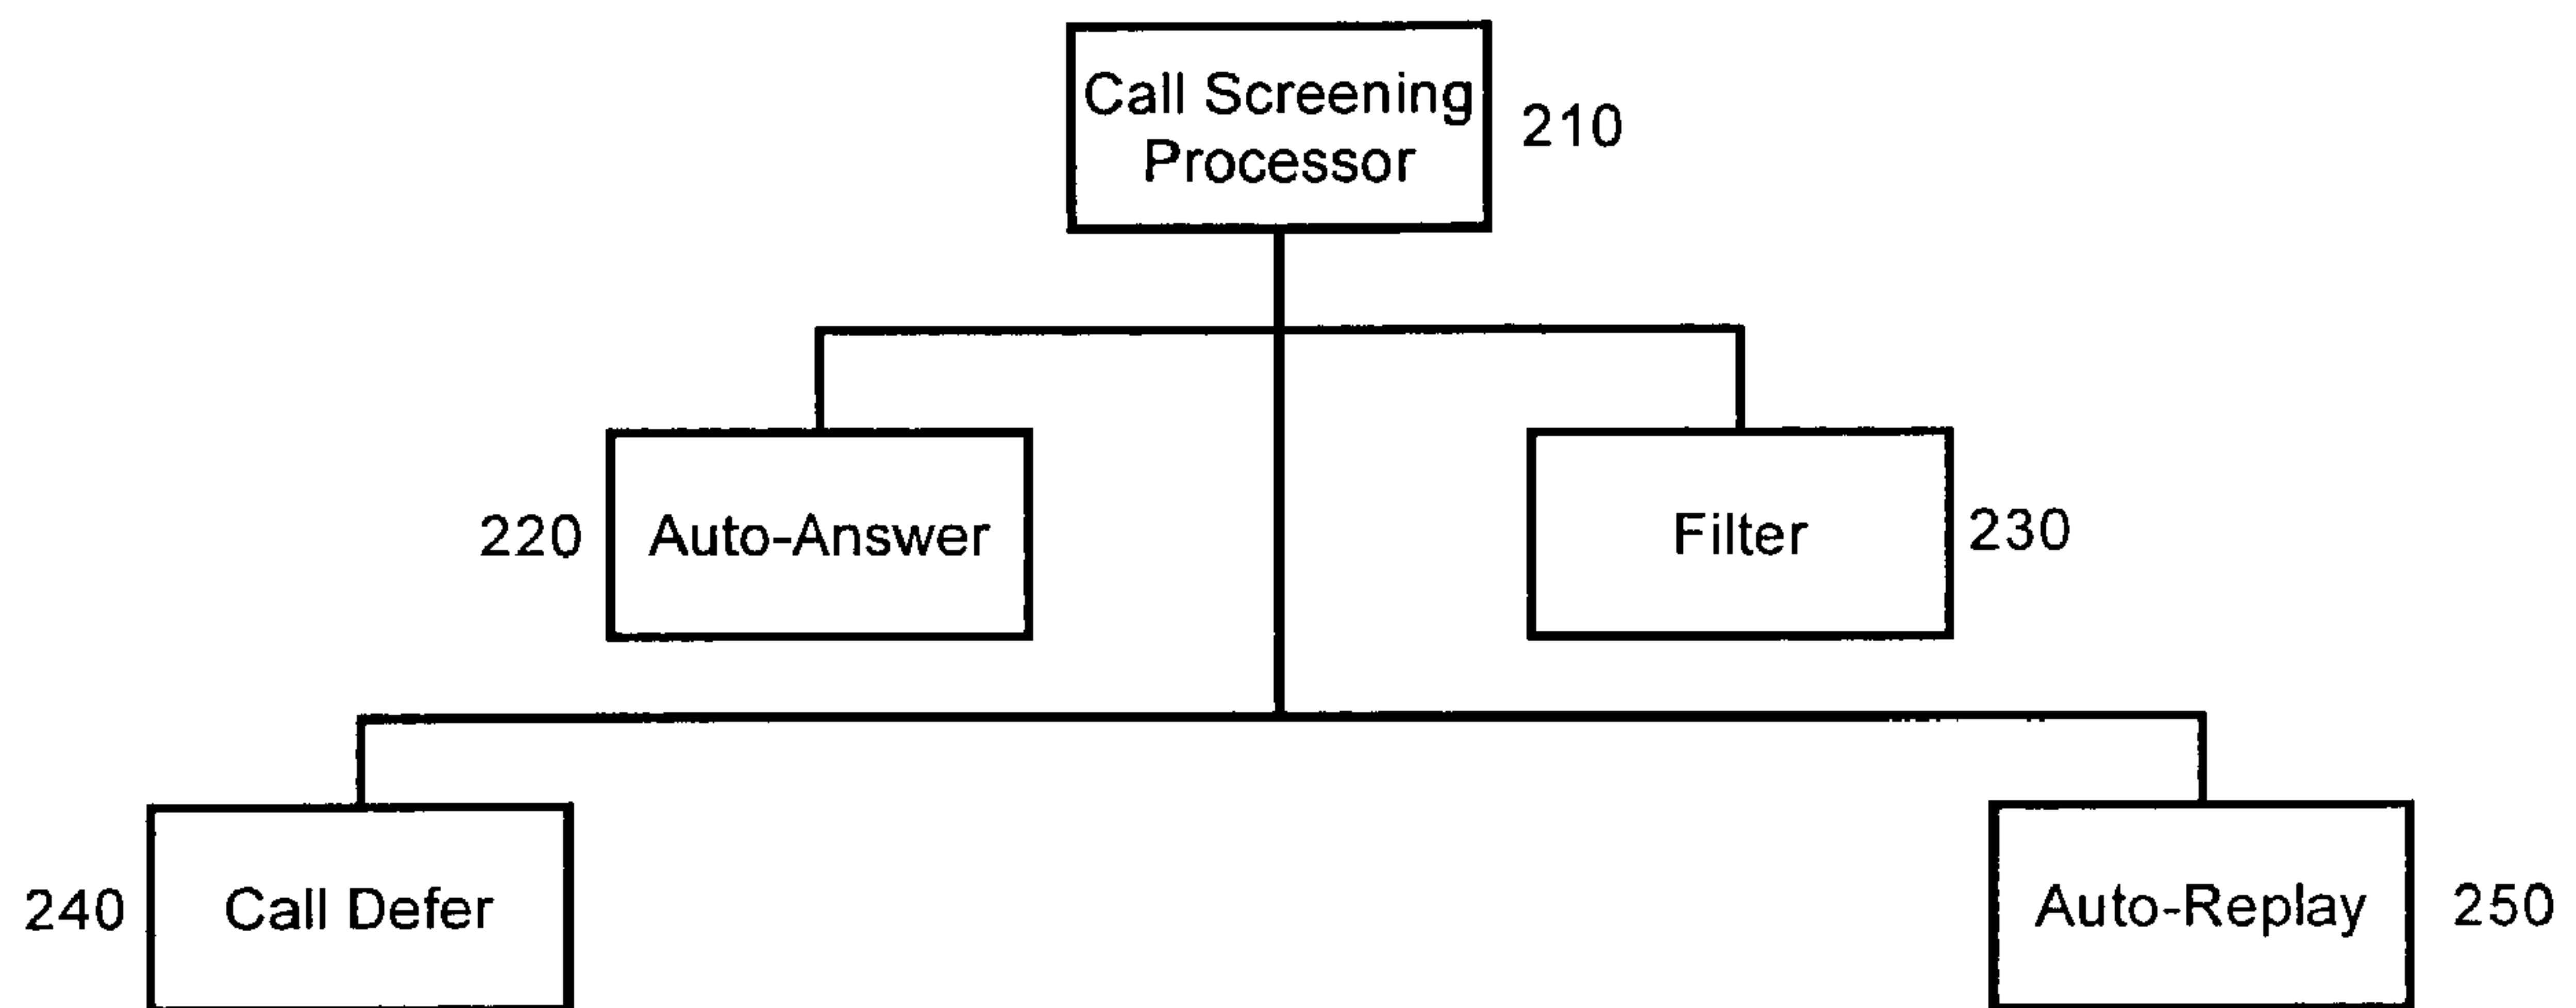 Call Screening
Processor
210
220
Auto-Answer
Filter
230
240
Call Defer
Auto-Replay
250